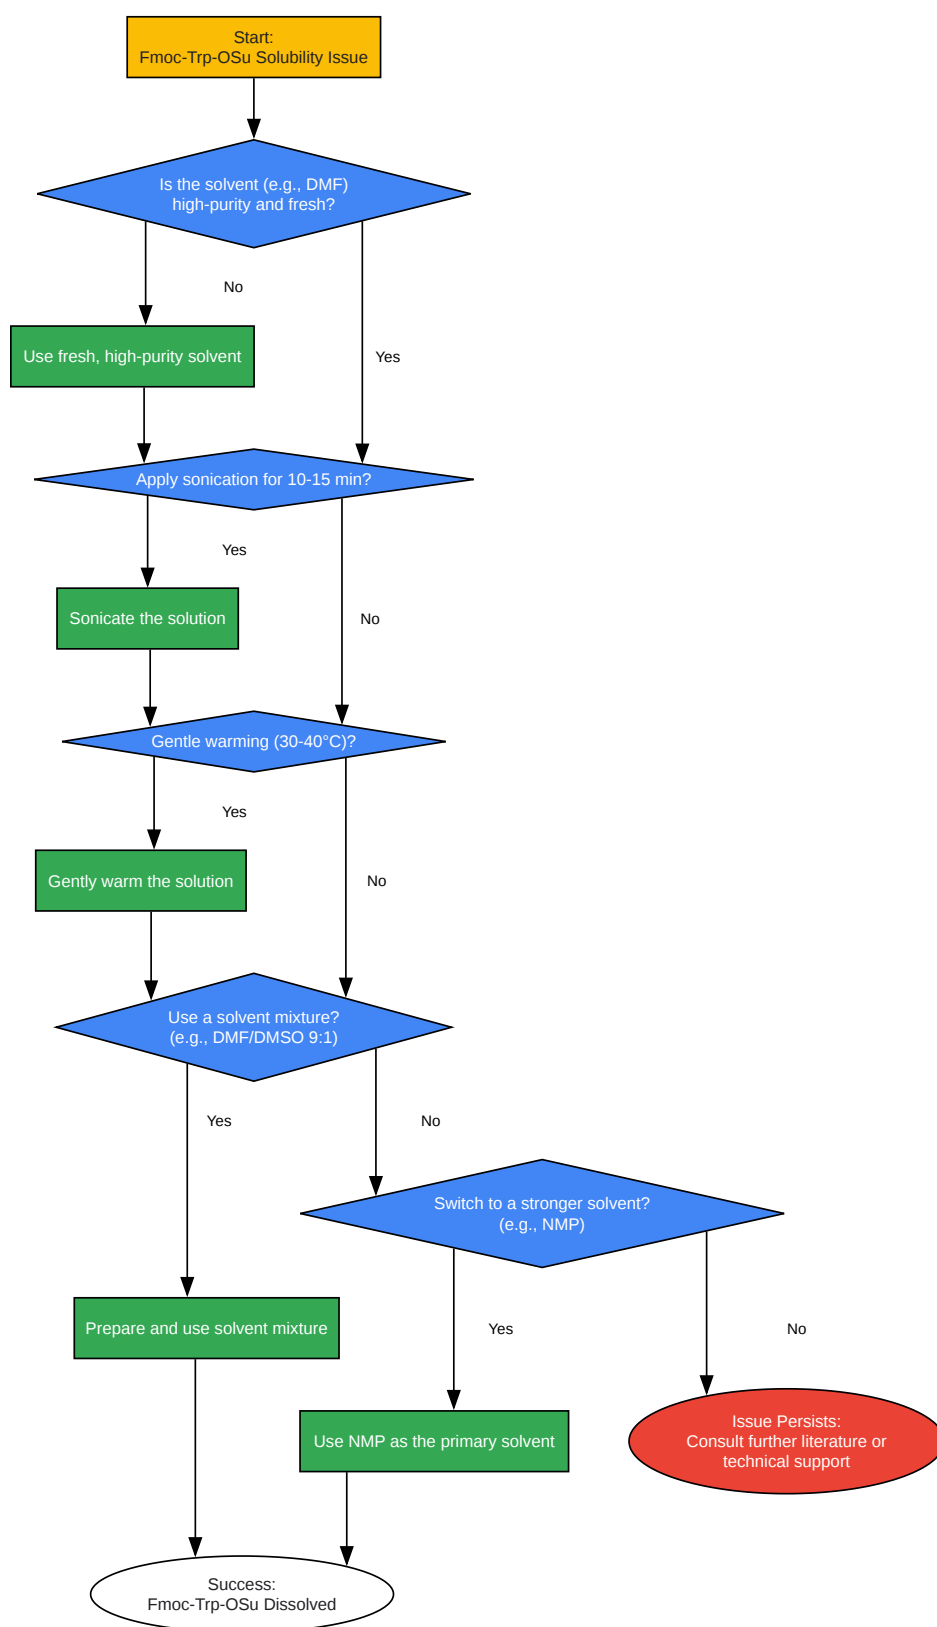 Start:
Fmoc-Trp-OSu Solubility Issue
Is the solvent (e.g., DMF)
high-purity and fresh?
No
Use fresh, high-purity solvent
Yes
Apply sonication for 10-15 min?
Yes
Sonicate the solution
No
Gentle warming (30-40°C)?
Yes
Gently warm the solution
No
Use a solvent mixture?
(e.g., DMF/DMSO 9:1)
Yes
No
Switch to a stronger solvent?
(e.g., NMP)
Prepare and use solvent mixture
Yes
No
Use NMP as the primary solvent
Issue Persists:
Consult further literature or
technical support
Success:
Fmoc-Trp-OSu Dissolved